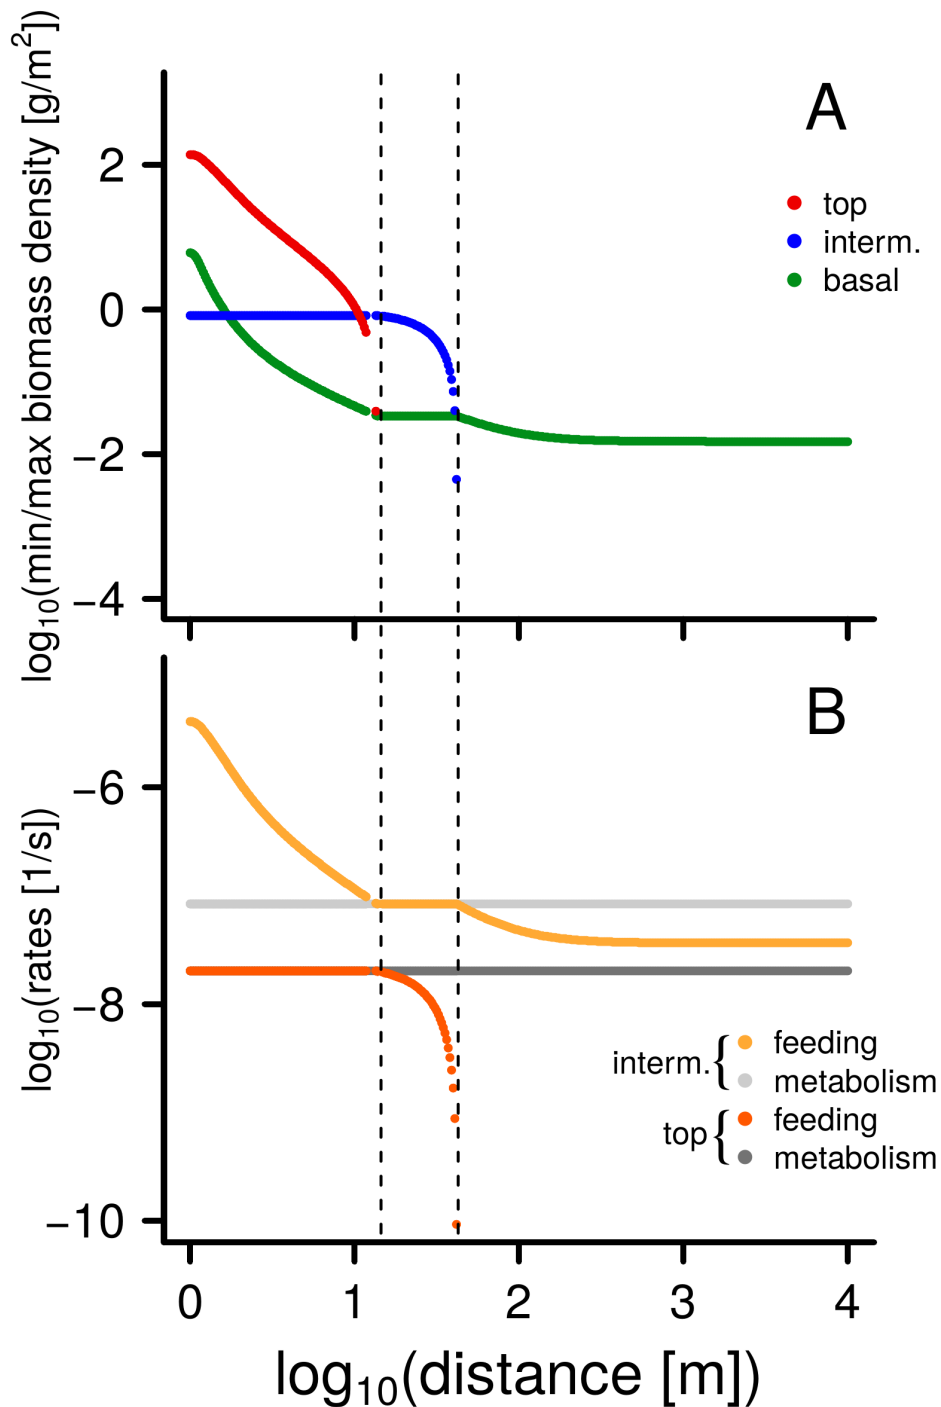 log10(min/max biomass density [g/m2])
A
2
0
−2
−4
top
interm.
basal
log10(rates [1/s])
B
−6
−8
−10
interm.{ feeding
metabolism
top { feeding
metabolism
0 1 2 3 4
log10(distance [m])